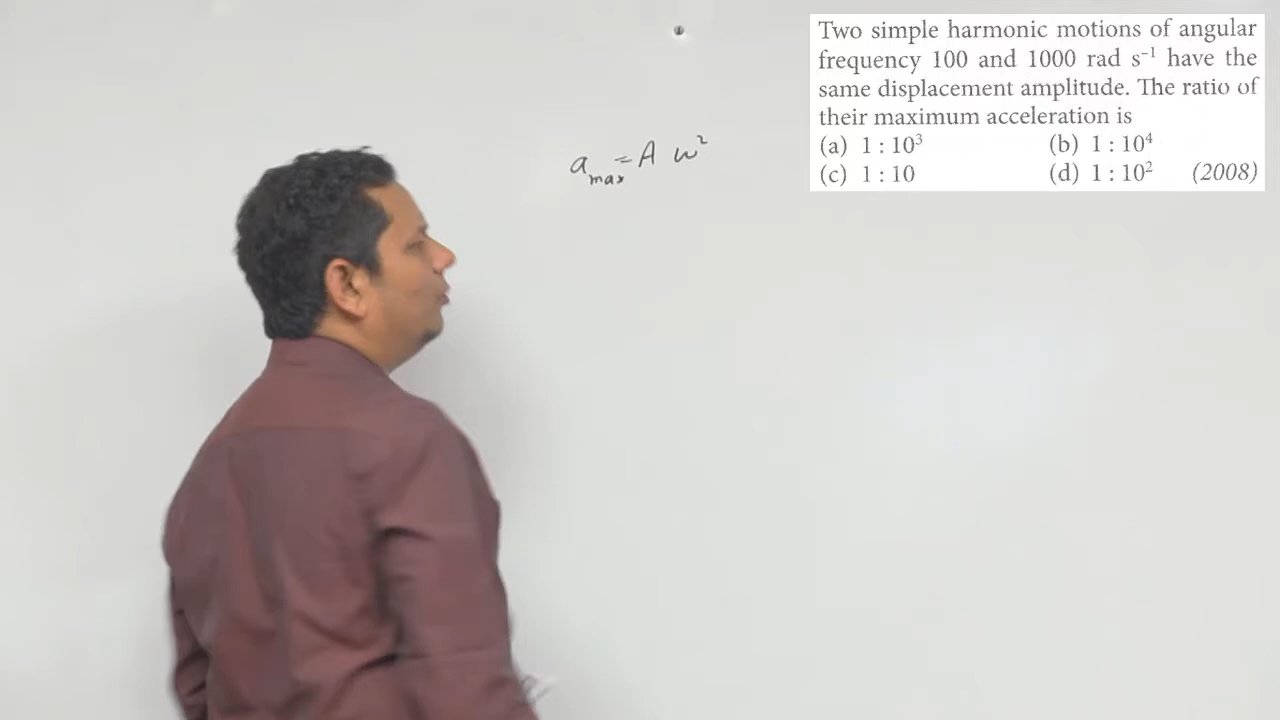 Two simple harmonic motions of angular
frequency 100 and 1000 rad s⁻¹ have the
same displacement amplitude. The ratio of
their maximum acceleration is
(a) 1 : 10³ (b) 1 : 10⁴
(c) 1 : 10 (d) 1 : 10² (2008)
a_max = A ω²